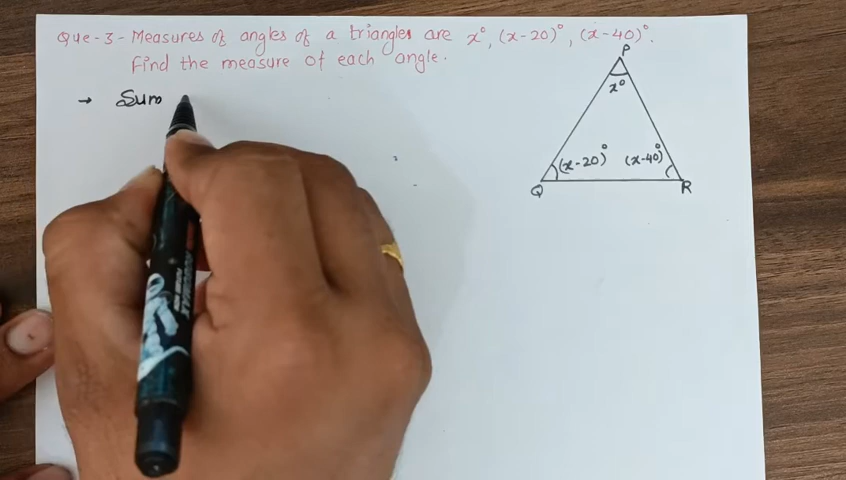 Que-3- Measures of angles of a triangles are x°, (x-20)°, (x-40)°.
Find the measure of each angle.
→ Sum
P
x°
(x-20)° (x-40)°
Q R